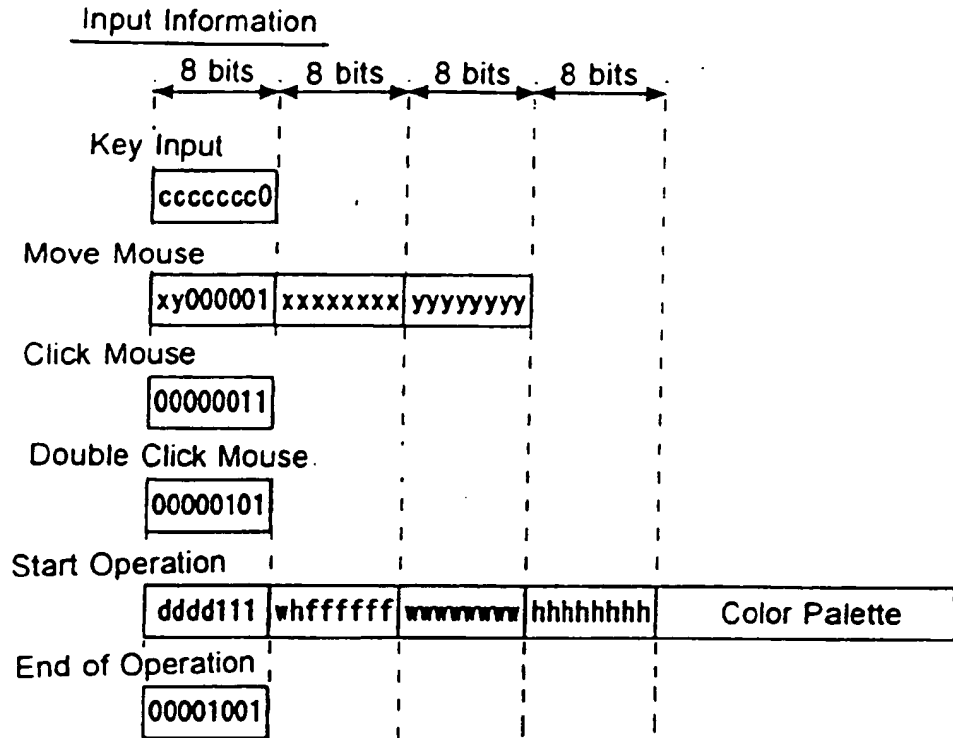 Input Information
8 bits 8 bits 8 bits 8 bits
Key Input
ccccccc0
Move Mouse
xy000001 xxxxxxxx yyyyyyyy
Click Mouse
00000011
Double Click Mouse
00000101
Start Operation
dddd111 whffffff wwwwwwww hhhhhhhh Color Palette
End of Operation
00001001